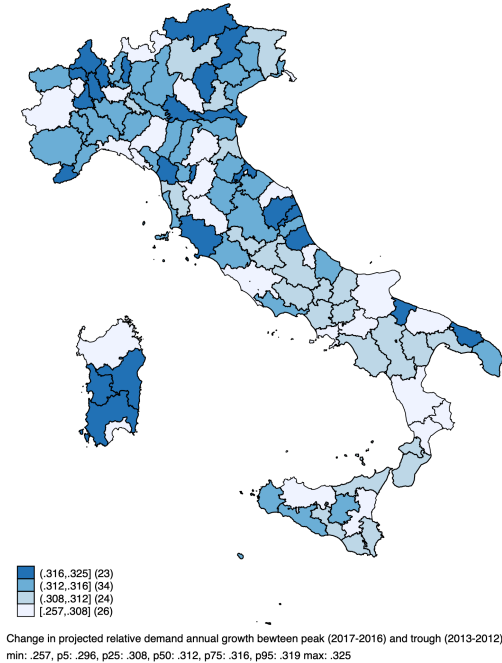 (.316,.325] (23)
(.312,.316] (34)
(.308,.312] (24)
[.257,.308] (26)
Change in projected relative demand annual growth bewteen peak (2017-2016) and trough (2013-2012)
min: .257, p5: .296, p25: .308, p50: .312, p75: .316, p95: .319 max: .325